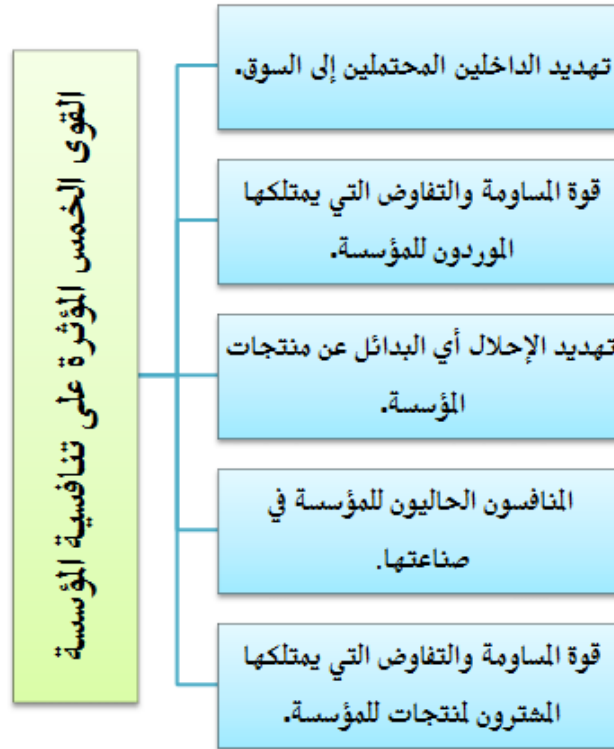 القوى الخمس المؤثرة على تنافسية المؤسسة
تهديد الداخلين المحتملين إلى السوق.
قوة المساومة والتفاوض التي يمتلكها
الموردون للمؤسسة.
تهديد الإحلال أي البدائل عن منتجات
المؤسسة.
المنافسون الحاليون للمؤسسة في
صناعتها.
قوة المساومة والتفاوض التي يمتلكها
المشترون لمنتجات للمؤسسة.